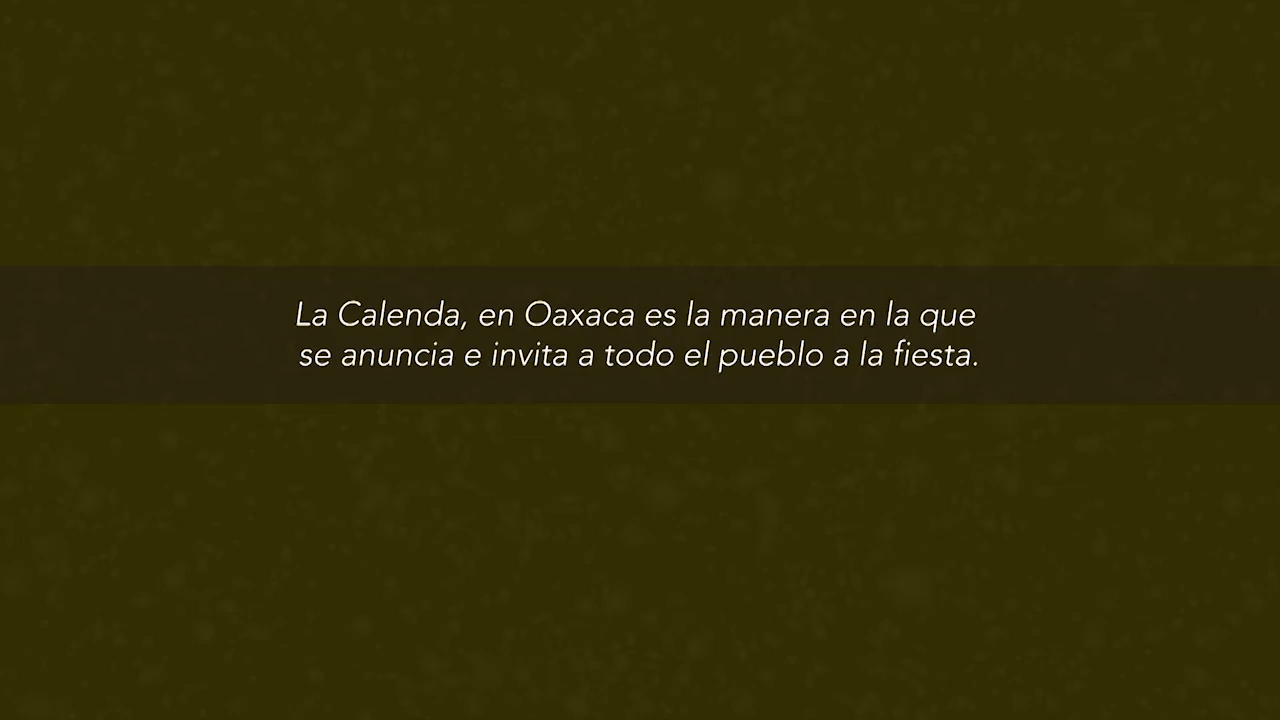 La Calenda, en Oaxaca es la manera en la que
se anuncia e invita a todo el pueblo a la fiesta.